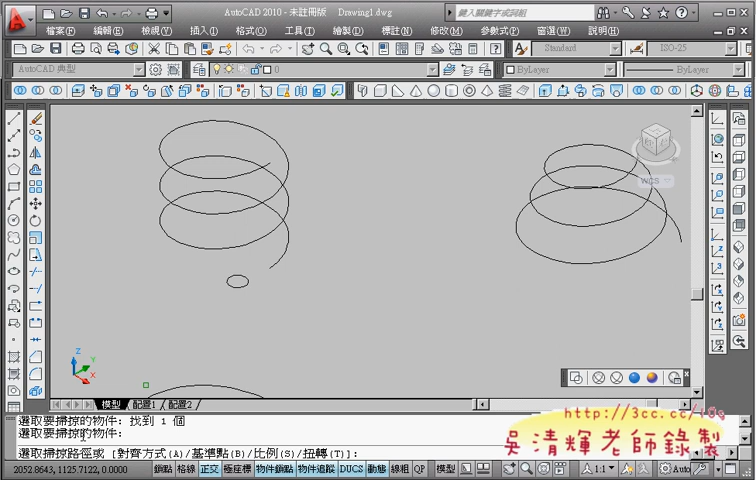 AutoCAD 2010 - 未註冊版 Drawing1.dwg
鍵入關鍵字或片語
檔案(F) 編輯(E) 檢視(V) 插入(I) 格式(O) 工具(T) 繪製(D) 標註(N) 修改(M) 參數式(P) 視窗(W) 說明(H)
Standard ISO-25
AutoCAD 典型 0 ByLayer ByLayer
WCS
Z
Y
X
模型 配置1 配置2
選取要掃掠的物件: 找到 1 個
選取要掃掠的物件:
選取掃掠路徑或 [對齊方式(A)/基準點(B)/比例(S)/扭轉(T)]:
http://3cc.cc/10g
吳清輝老師錄製
2052.8643, 1125.7122, 0.0000 鎖點 格線 正交 極座標 物件鎖點 物件追蹤 DUCS 動態 線粗 QP 模型 1:1 Auto